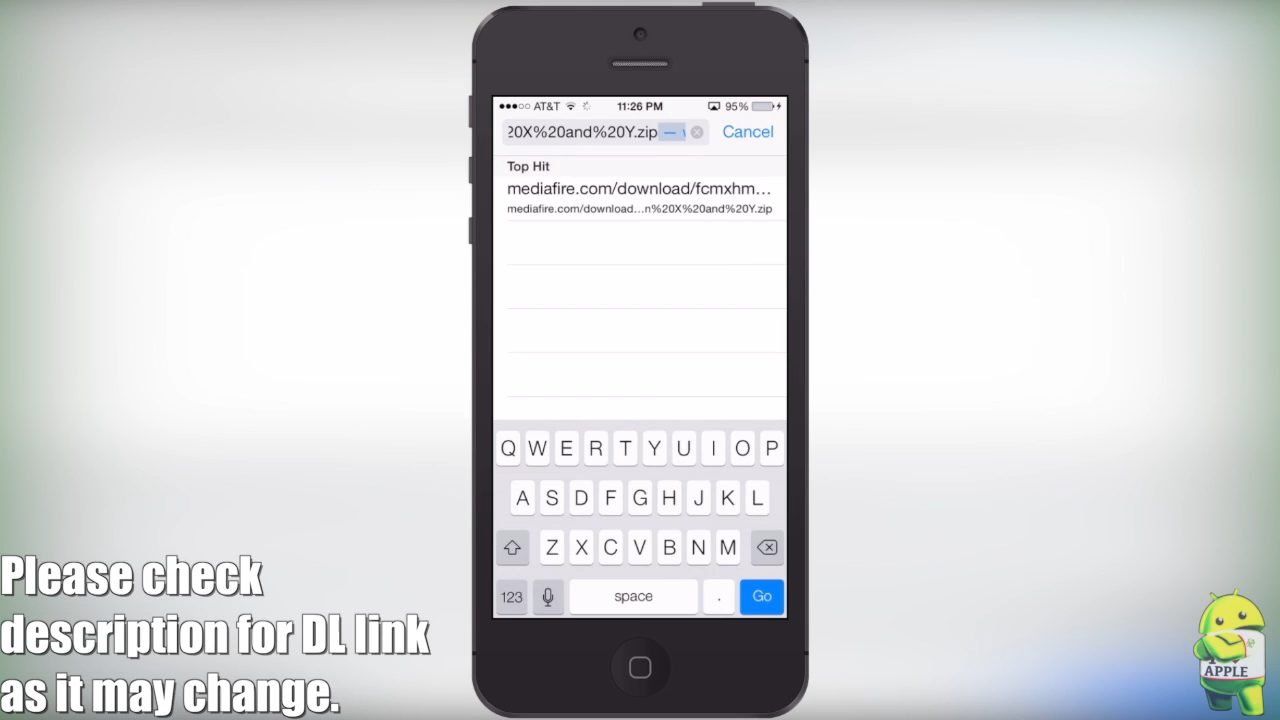 AT&T 11:26 PM 95%
20X%20and%20Y.zip — Cancel
Top Hit
mediafire.com/download/fcmxhm...
mediafire.com/download...n%20X%20and%20Y.zip
Q W E R T Y U I O P
A S D F G H J K L
Z X C V B N M
123 space . Go
Please check
description for DL link
as it may change.
APPLE